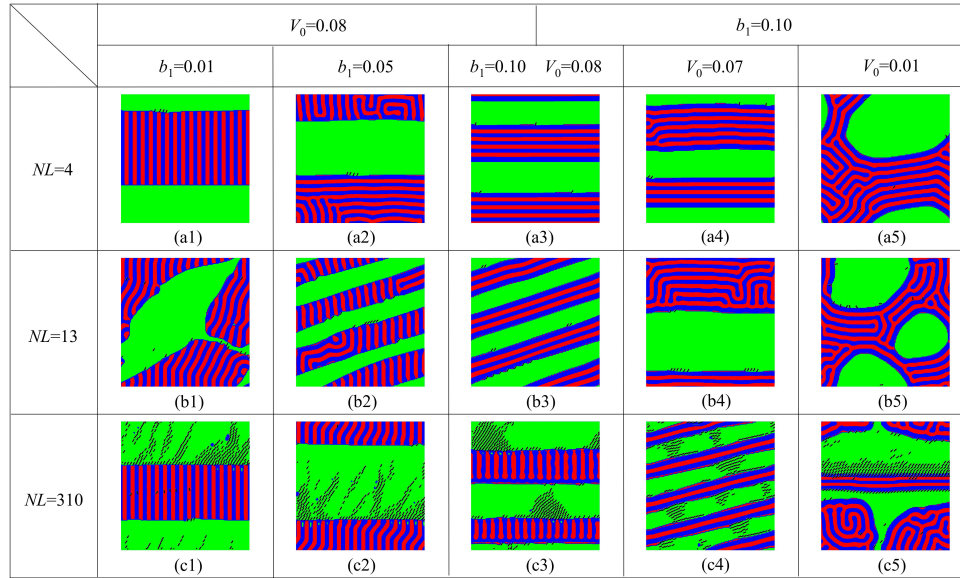 V₀=0.08 b₁=0.10
b₁=0.01 b₁=0.05 b₁=0.10 V₀=0.08 V₀=0.07 V₀=0.01
NL=4
(a1) (a2) (a3) (a4) (a5)
NL=13
(b1) (b2) (b3) (b4) (b5)
NL=310
(c1) (c2) (c3) (c4) (c5)